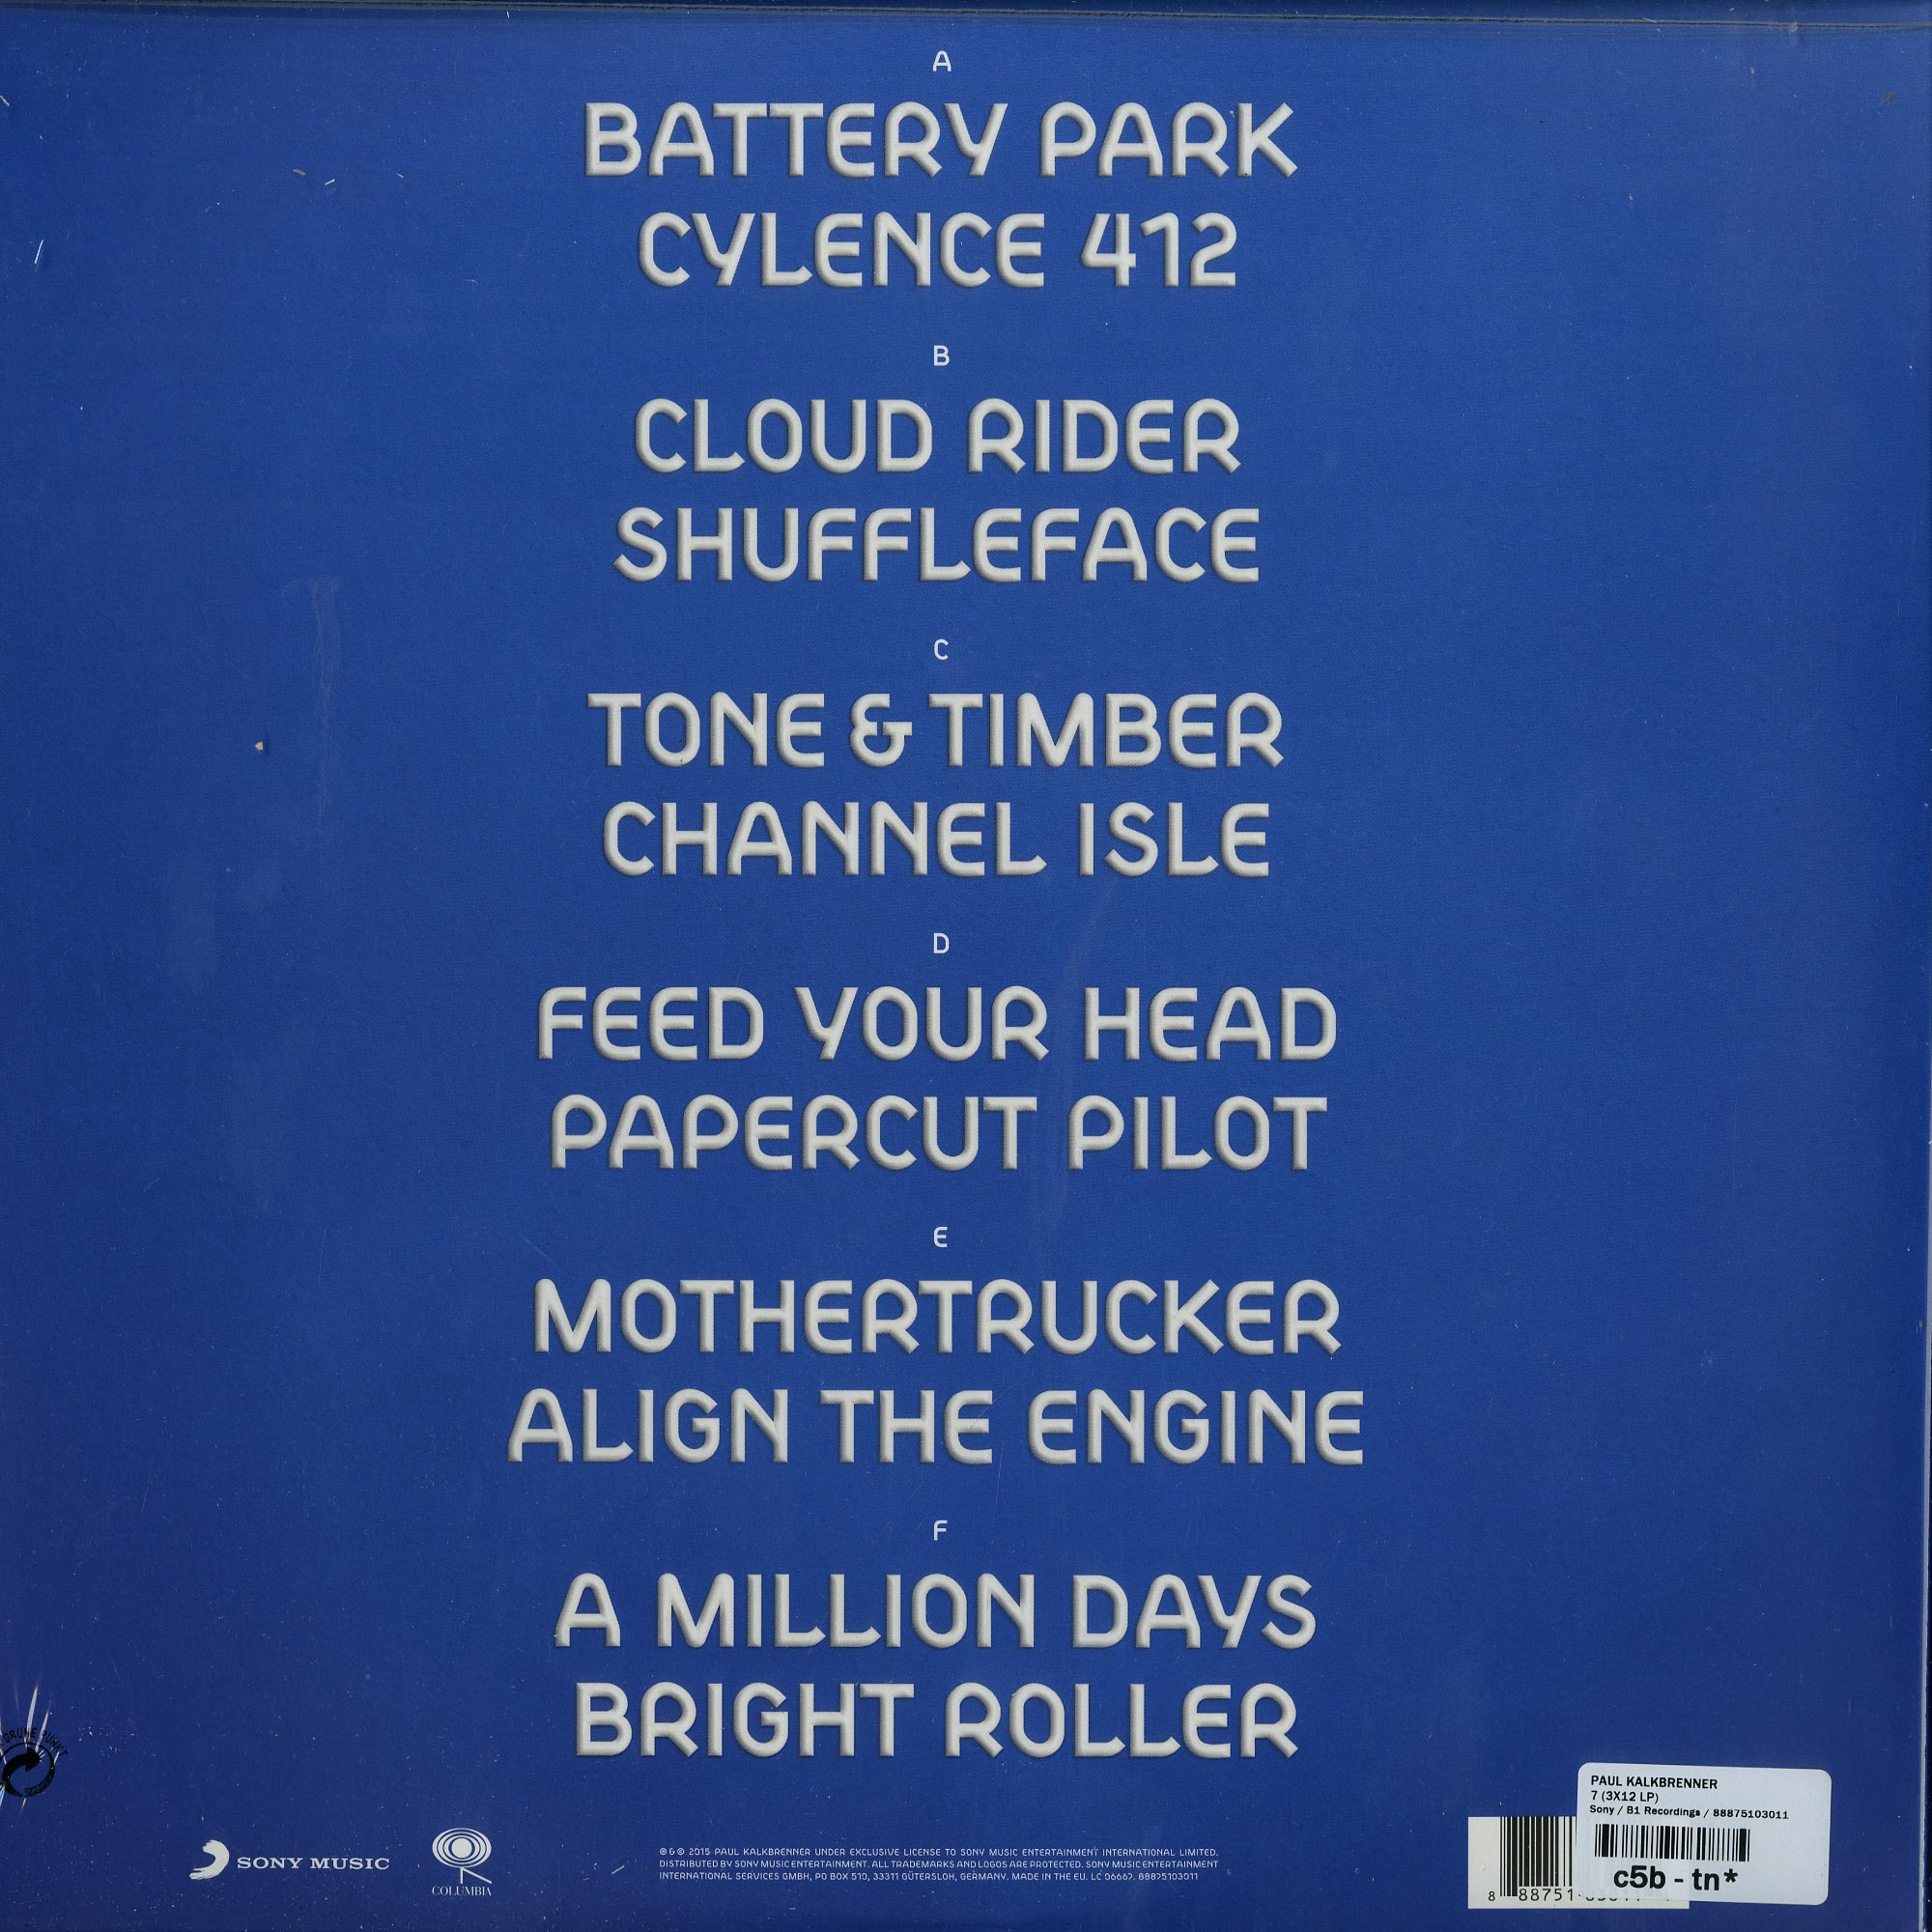 A
BATTERY PARK
CYLENCE 412
B
CLOUD RIDER
SHUFFLEFACE
C
TONE & TIMBER
CHANNEL ISLE
D
FEED YOUR HEAD
PAPERCUT PILOT
E
MOTHERTRUCKER
ALIGN THE ENGINE
F
A MILLION DAYS
BRIGHT ROLLER
PAUL KALKBRENNER
7 (3X12 LP)
Sony / B1 Recordings / 88875103011
c5b - tn*
8 88751
SONY MUSIC
COLUMBIA
℗ & © 2015 PAUL KALKBRENNER UNDER EXCLUSIVE LICENSE TO SONY MUSIC ENTERTAINMENT INTERNATIONAL LIMITED.
DISTRIBUTED BY SONY MUSIC ENTERTAINMENT. ALL TRADEMARKS AND LOGOS ARE PROTECTED. SONY MUSIC ENTERTAINMENT
INTERNATIONAL SERVICES GMBH, PO BOX 510, 33311 GÜTERSLOH, GERMANY. MADE IN THE EU. LC 06667. 88875103011